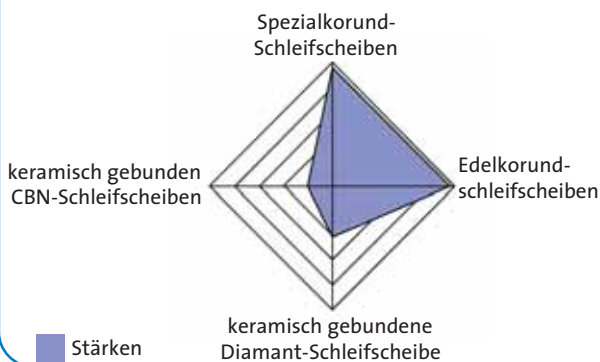 Spezialkorund-
Schleifscheiben
keramisch gebunden
CBN-Schleifscheiben
Edelkorund-
schleifscheiben
keramisch gebundene
Diamant-Schleifscheibe
Stärken